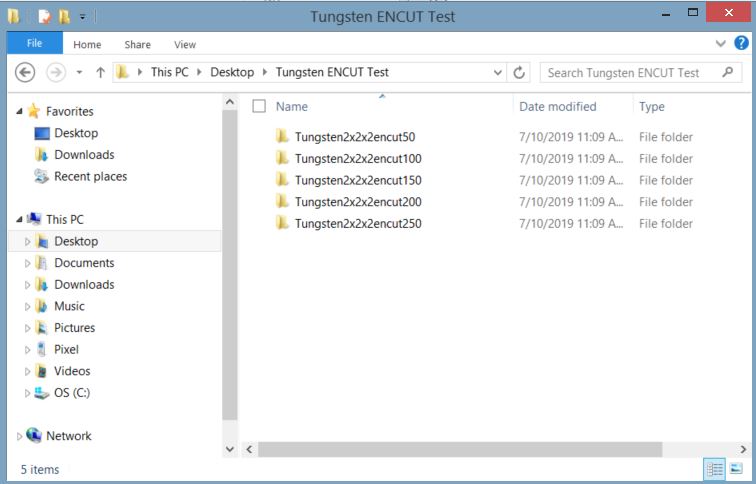 Tungsten ENCUT Test
File Home Share View
This PC Desktop Tungsten ENCUT Test Search Tungsten ENCUT Test
Favorites
Desktop
Downloads
Recent places
This PC
Desktop
Documents
Downloads
Music
Pictures
Pixel
Videos
OS (C:)
Network
Name Date modified Type
Tungsten2x2x2encut50 7/10/2019 11:09 A... File folder
Tungsten2x2x2encut100 7/10/2019 11:09 A... File folder
Tungsten2x2x2encut150 7/10/2019 11:09 A... File folder
Tungsten2x2x2encut200 7/10/2019 11:09 A... File folder
Tungsten2x2x2encut250 7/10/2019 11:09 A... File folder
5 items